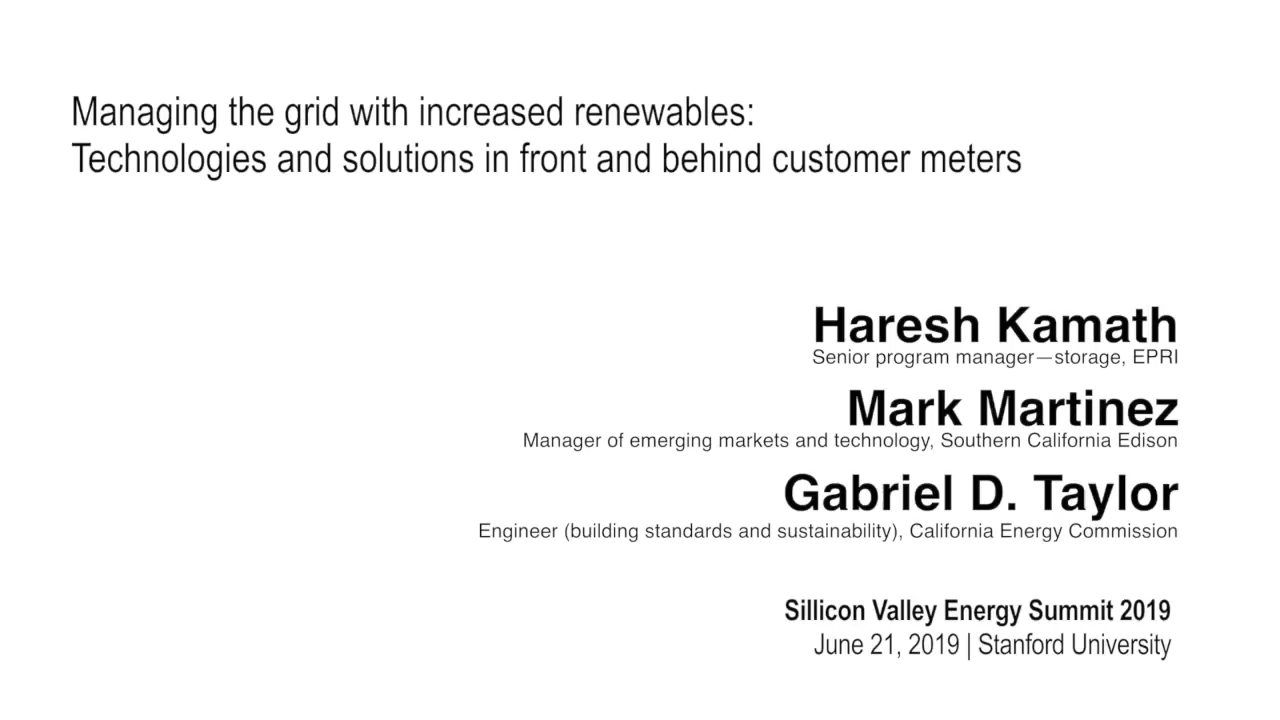 Managing the grid with increased renewables:
Technologies and solutions in front and behind customer meters
Haresh Kamath
Senior program manager—storage, EPRI
Mark Martinez
Manager of emerging markets and technology, Southern California Edison
Gabriel D. Taylor
Engineer (building standards and sustainability), California Energy Commission
Sillicon Valley Energy Summit 2019
June 21, 2019 | Stanford University